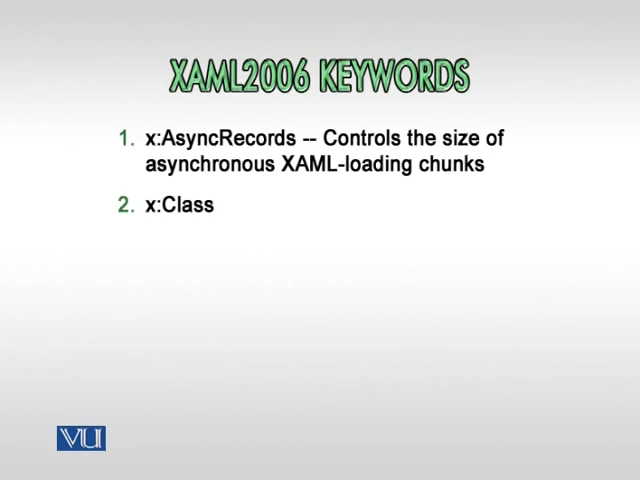 XAML2006 KEYWORDS
1. x:AsyncRecords -- Controls the size of
asynchronous XAML-loading chunks
2. x:Class
VU